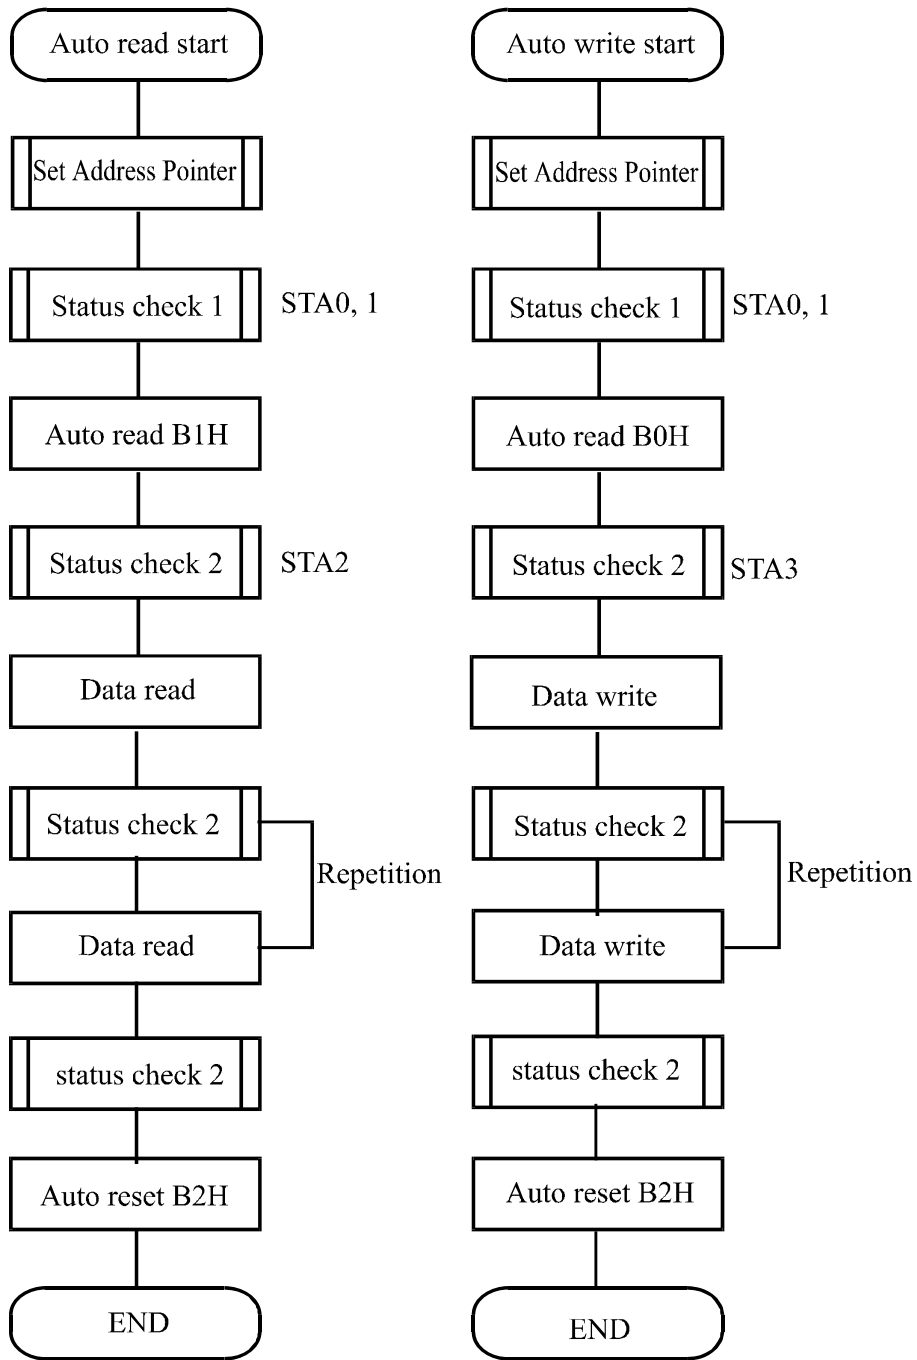 Auto read start
Set Address Pointer
Status check 1
STA0, 1
Auto read B1H
Status check 2
STA2
Data read
Status check 2
Repetition
Data read
status check 2
Auto reset B2H
END
Auto write start
Set Address Pointer
Status check 1
STA0, 1
Auto read B0H
Status check 2
STA3
Data write
Status check 2
Repetition
Data write
status check 2
Auto reset B2H
END